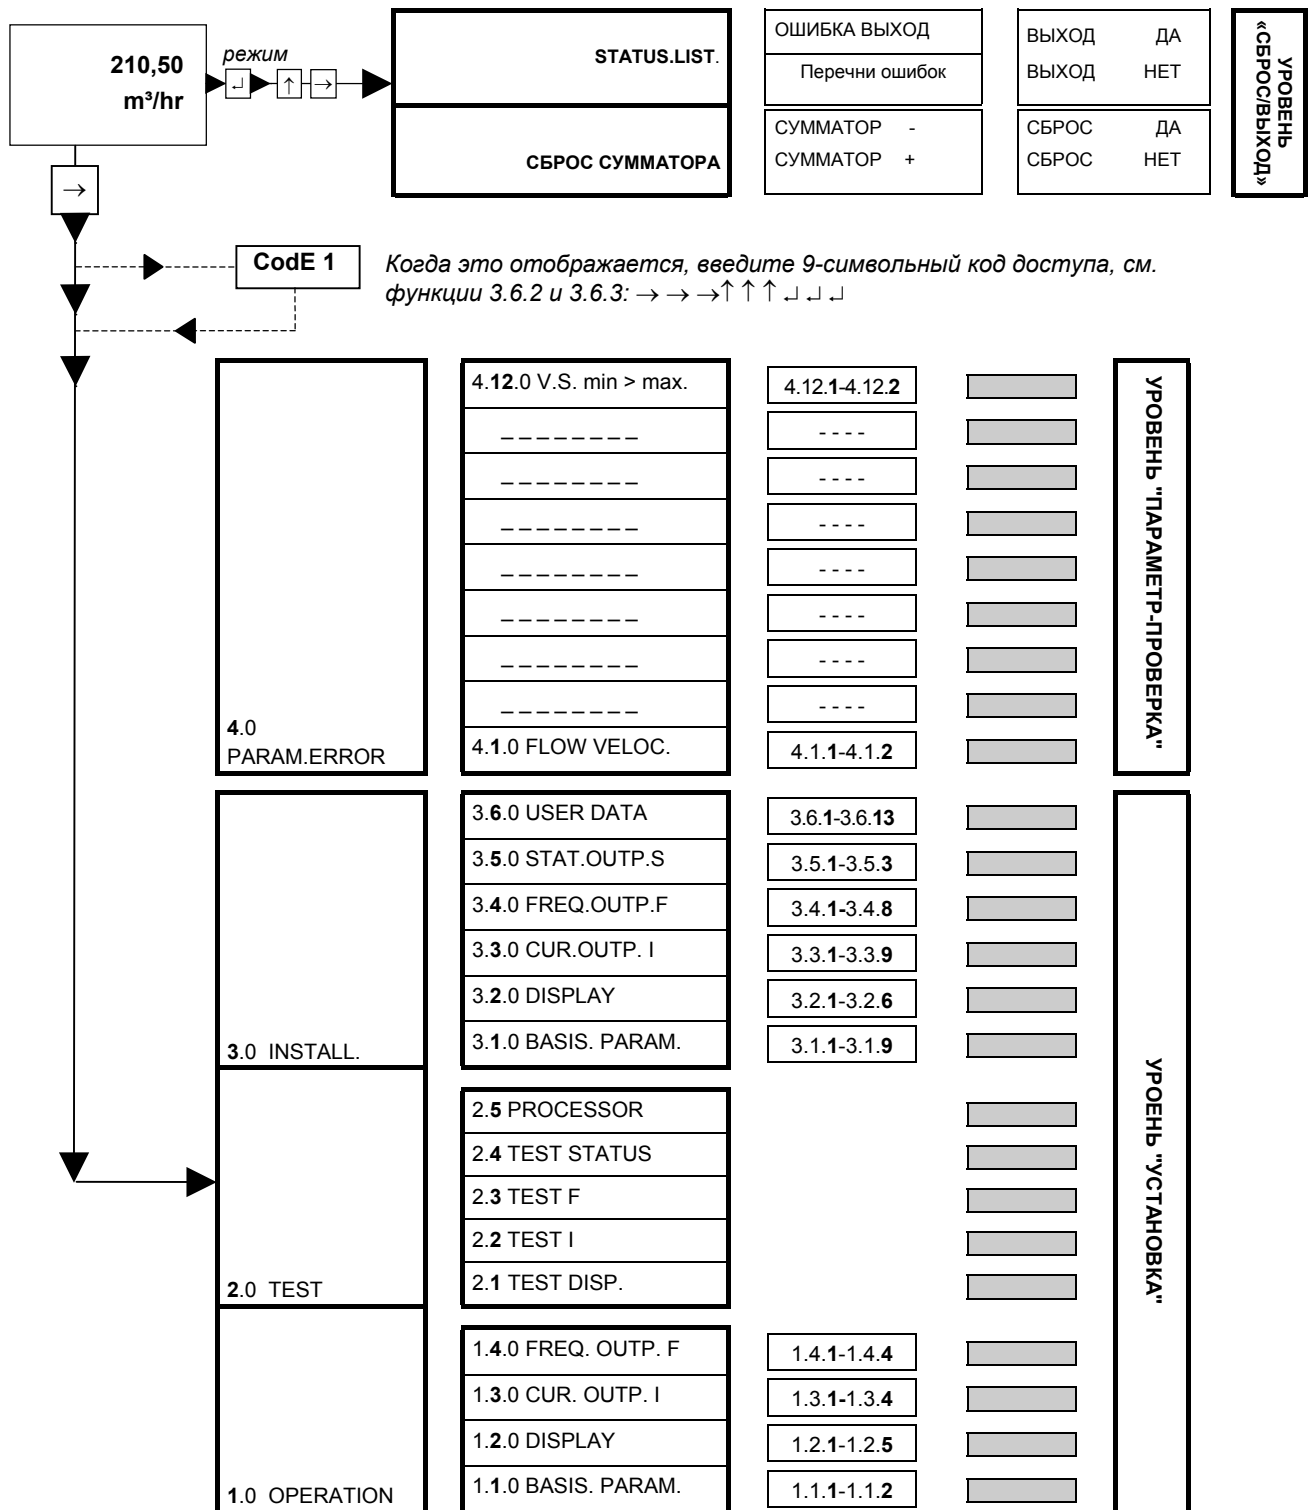 210,50
m³/hr
режим
↵ ↑ →
STATUS.LIST.
СБРОС СУММАТОРА
ОШИБКА ВЫХОД
Перечни ошибок
СУММАТОР -
СУММАТОР +
ВЫХОД ДА
ВЫХОД НЕТ
СБРОС ДА
СБРОС НЕТ
УРОВЕНЬ
«СБРОС/ВЫХОД»
→
CodE 1
Когда это отображается, введите 9-символьный код доступа, см.
функции 3.6.2 и 3.6.3: → → →↑ ↑ ↑ ↵ ↵ ↵
4.0
PARAM.ERROR
4.12.0 V.S. min > max.
_ _ _ _ _ _ _ _
_ _ _ _ _ _ _ _
_ _ _ _ _ _ _ _
_ _ _ _ _ _ _ _
_ _ _ _ _ _ _ _
_ _ _ _ _ _ _ _
_ _ _ _ _ _ _ _
4.1.0 FLOW VELOC.
4.12.1-4.12.2
- - - -
- - - -
- - - -
- - - -
- - - -
- - - -
- - - -
4.1.1-4.1.2
УРОВЕНЬ "ПАРАМЕТР-ПРОВЕРКА"
3.0 INSTALL.
3.6.0 USER DATA
3.5.0 STAT.OUTP.S
3.4.0 FREQ.OUTP.F
3.3.0 CUR.OUTP. I
3.2.0 DISPLAY
3.1.0 BASIS. PARAM.
3.6.1-3.6.13
3.5.1-3.5.3
3.4.1-3.4.8
3.3.1-3.3.9
3.2.1-3.2.6
3.1.1-3.1.9
2.0 TEST
2.5 PROCESSOR
2.4 TEST STATUS
2.3 TEST F
2.2 TEST I
2.1 TEST DISP.
1.0 OPERATION
1.4.0 FREQ. OUTP. F
1.3.0 CUR. OUTP. I
1.2.0 DISPLAY
1.1.0 BASIS. PARAM.
1.4.1-1.4.4
1.3.1-1.3.4
1.2.1-1.2.5
1.1.1-1.1.2
УРОЕНЬ "УСТАНОВКА"